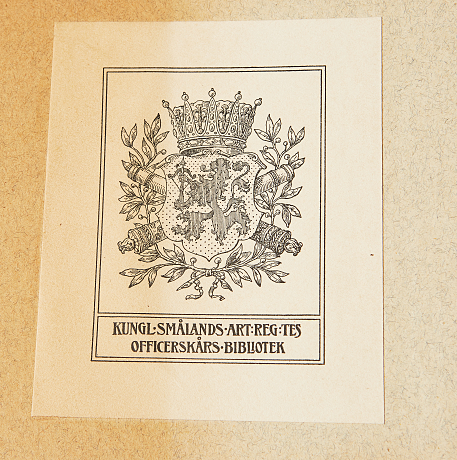 KUNGL·SMÅLANDS·ART:REG:TES
OFFICERSKÅRS·BIBLIOTEK